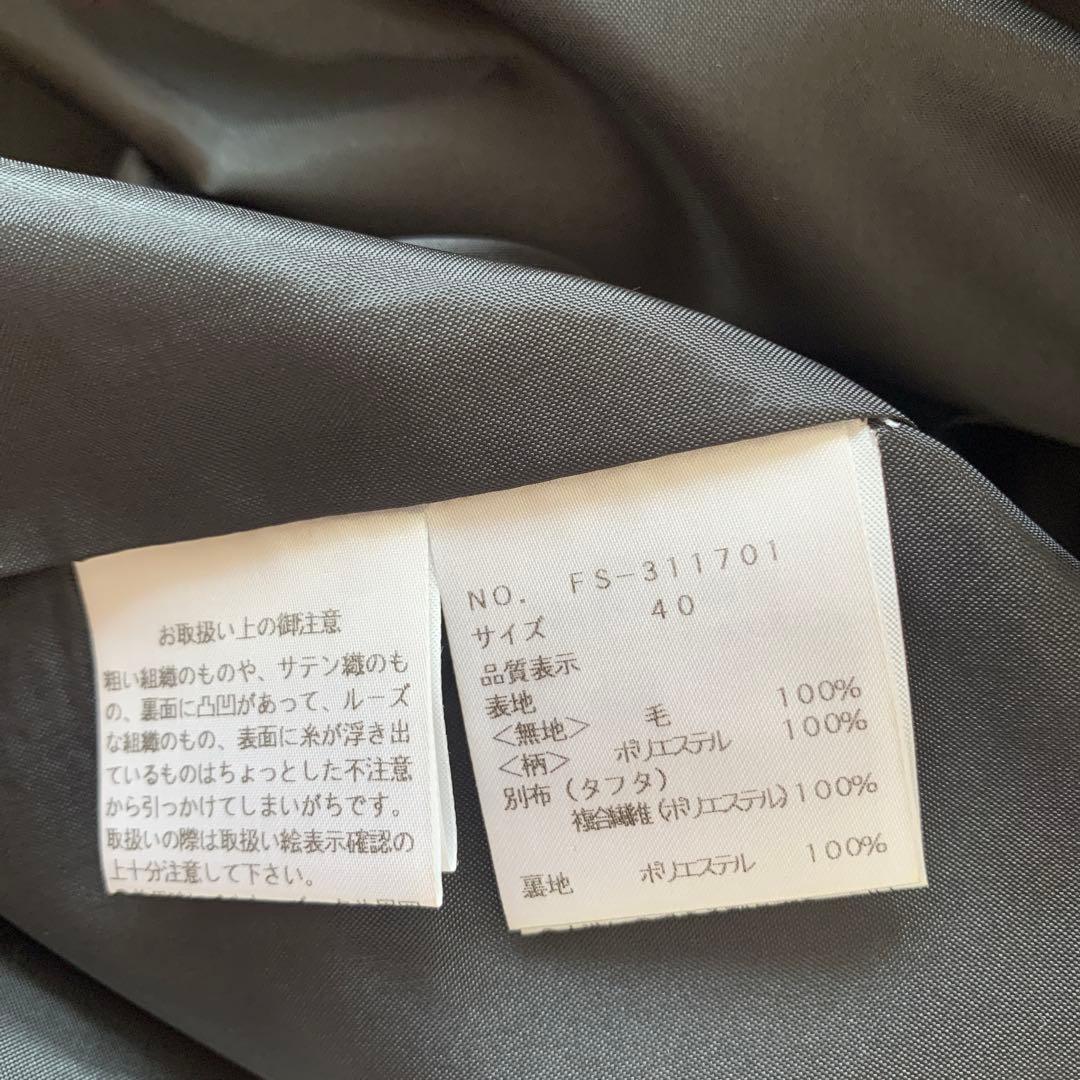 お取扱い上の御注意
粗い組織のものや、サテン織のも
の、裏面に凸凹があって、ルーズ
な組織のもの、表面に糸が浮き出
ているものはちょっとした不注意
から引っかけてしまいがちです。
取扱いの際は取扱い絵表示確認の
上十分注意して下さい。
NO. FS-311701
サイズ 40
品質表示
表地
<無地> 毛 100%
<柄> ポリエステル 100%
別布(タフタ)
複合繊維(ポリエステル)100%
裏地 ポリエステル 100%